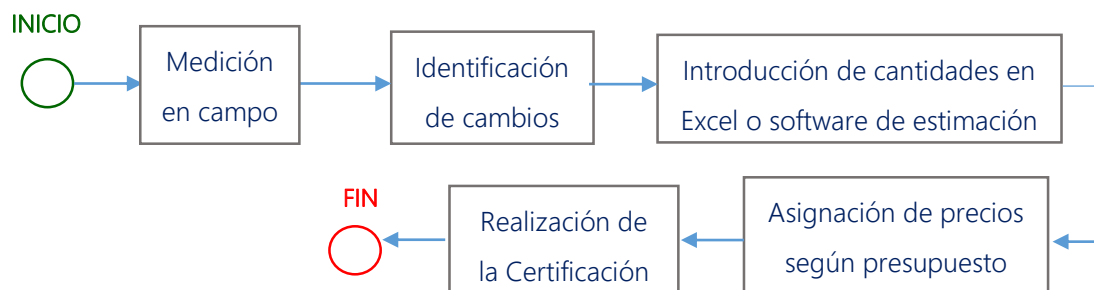 INICIO
Medición
en campo
Identificación
de cambios
Introducción de cantidades en
Excel o software de estimación
Asignación de precios
según presupuesto
Realización de
la Certificación
FIN